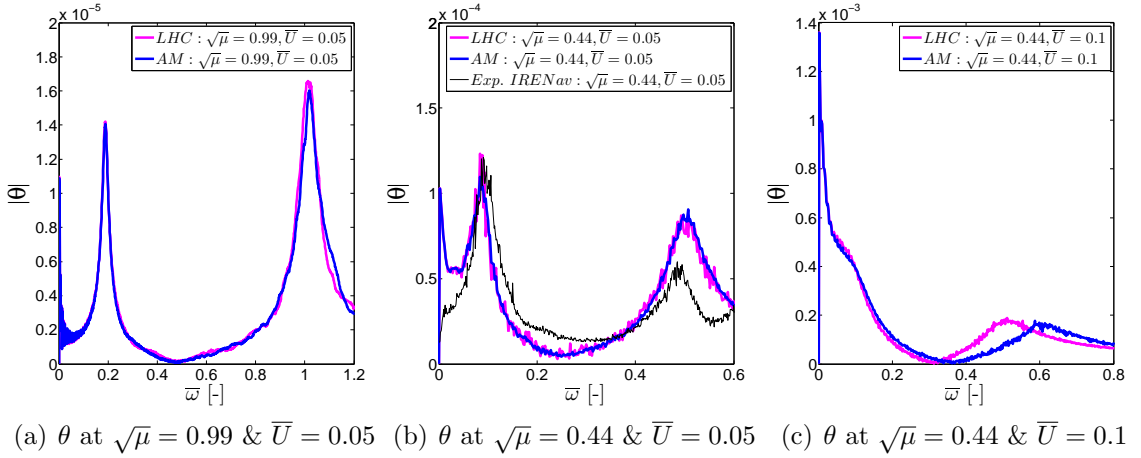 x 10⁻⁵
LHC : √μ = 0.99, U̅ = 0.05
AM : √μ = 0.99, U̅ = 0.05
2
1.8
1.6
1.4
1.2
1
0.8
0.6
0.4
0.2
0
|θ|
0 0.2 0.4 0.6 0.8 1.0 1.2
ω̅ [-]
(a) θ at √μ = 0.99 & U̅ = 0.05
x 10⁻⁴
LHC : √μ = 0.44, U̅ = 0.05
AM : √μ = 0.44, U̅ = 0.05
Exp. IRENav : √μ = 0.44, U̅ = 0.05
2
1.5
1
0.5
0
|θ|
0 0.2 0.4 0.6
ω̅ [-]
(b) θ at √μ = 0.44 & U̅ = 0.05
x 10⁻³
LHC : √μ = 0.44, U̅ = 0.1
AM : √μ = 0.44, U̅ = 0.1
1.4
1.2
1
0.8
0.6
0.4
0.2
0
|θ|
0 0.2 0.4 0.6 0.8
ω̅ [-]
(c) θ at √μ = 0.44 & U̅ = 0.1